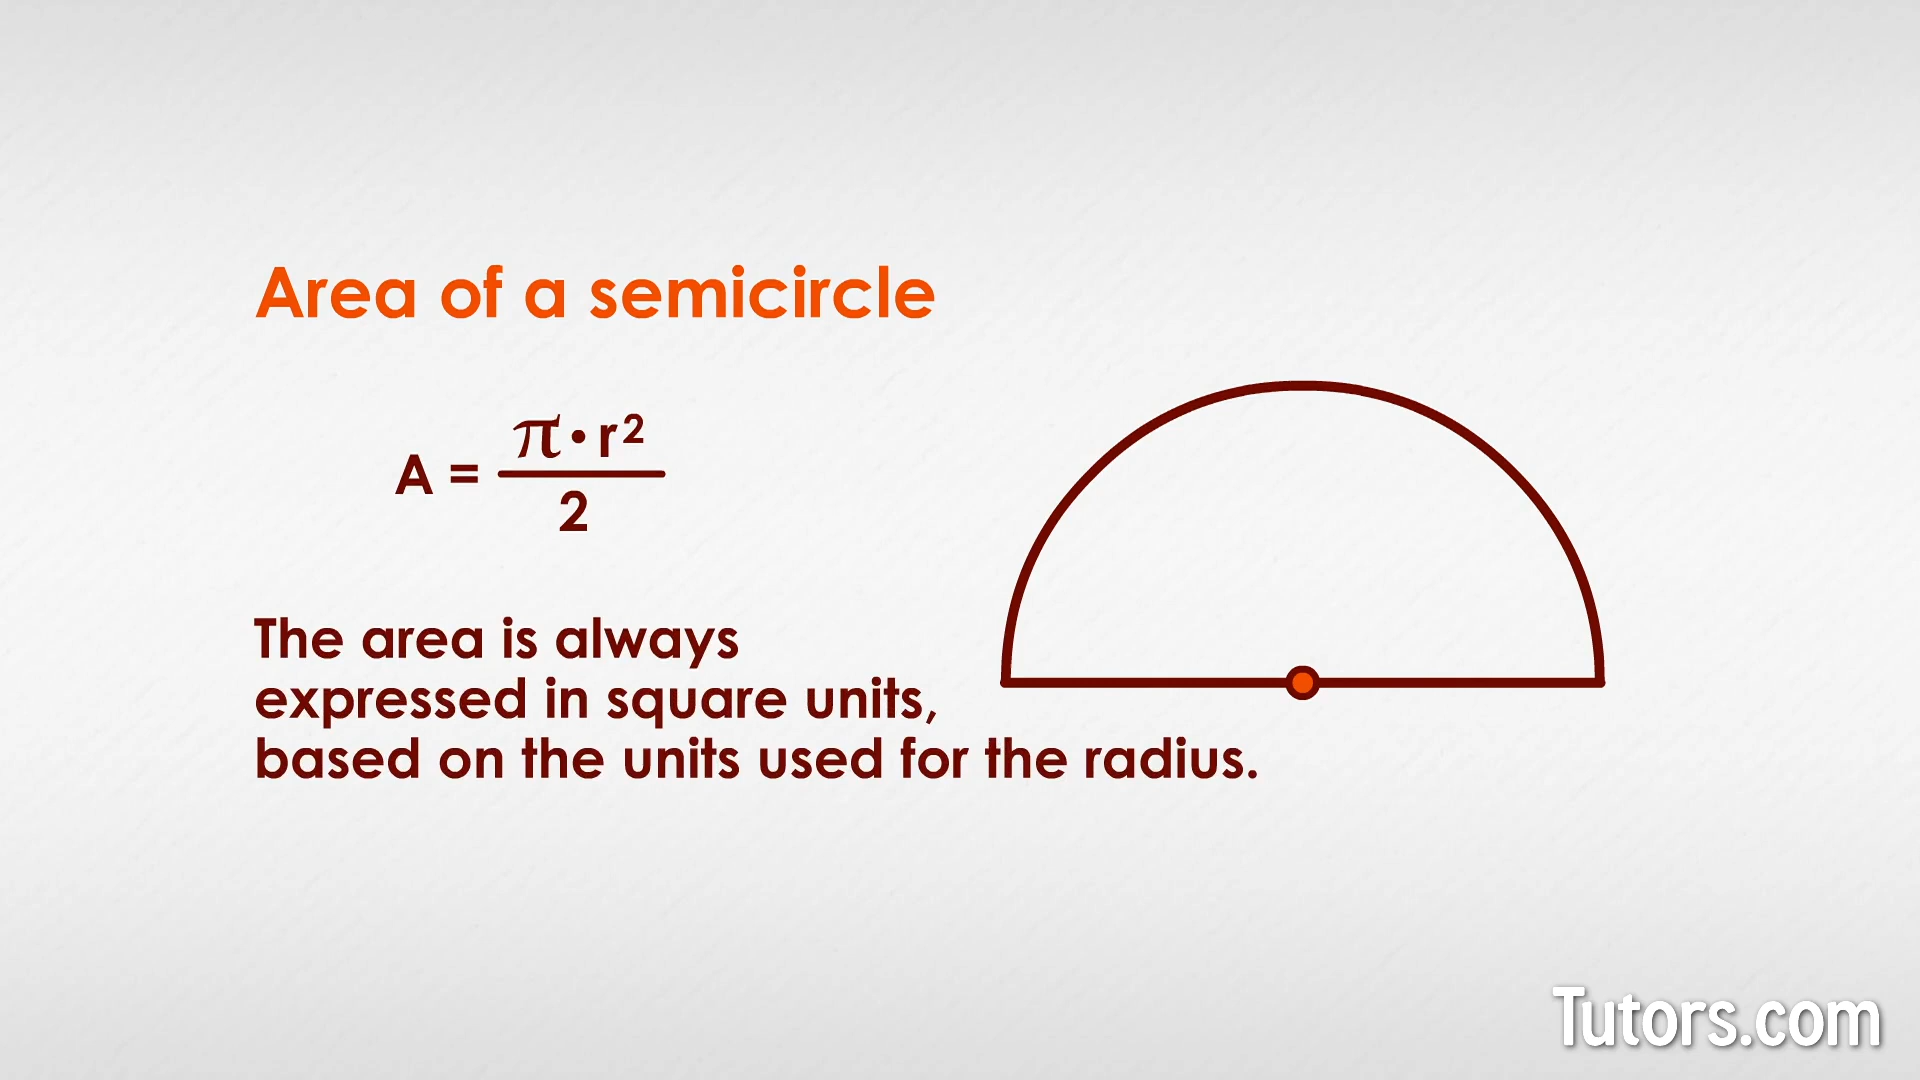 Area of a semicircle
A = π · r² / 2
The area is always
expressed in square units,
based on the units used for the radius.
Tutors.com